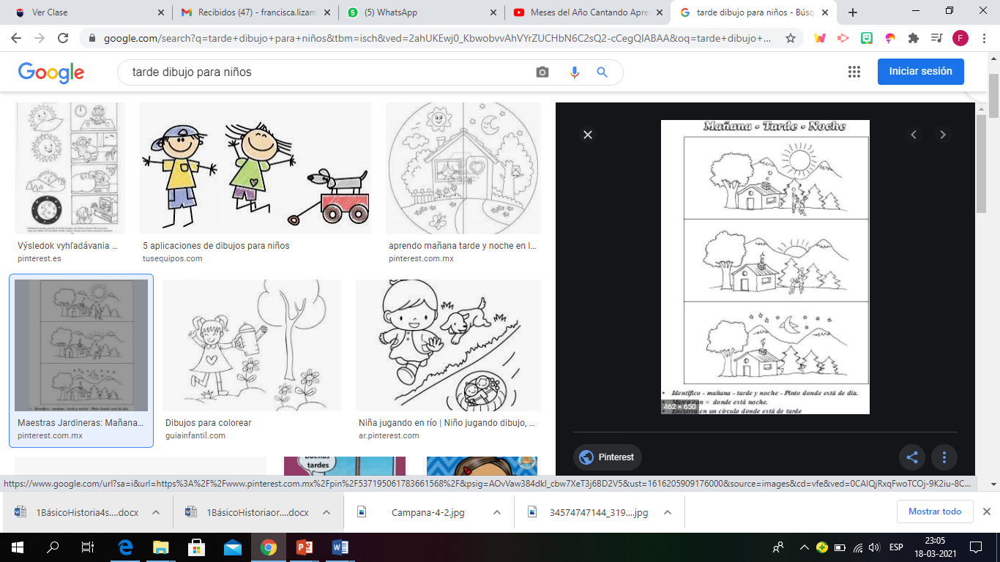 Ver Clase
Recibidos (47) - francisca.lizam
(5) WhatsApp
Meses del Año Cantando Apre
tarde dibujo para niños - Búsq
google.com/search?q=tarde+dibujo+para+niños&tbm=isch&ved=2ahUKEwj0_KbwobvvAhVYrZUCHbN6C2sQ2-cCegQIABAA&oq=tarde+dibujo+...
F
Google
tarde dibujo para niños
Iniciar sesión
Výsledok vyhľadávania ...
pinterest.es
5 aplicaciones de dibujos para niños
tusequipos.com
aprendo mañana tarde y noche en l...
pinterest.com.mx
Maestras Jardineras: Mañana...
pinterest.com.mx
Dibujos para colorear
guiainfantil.com
Niña jugando en río | Niño jugando dibujo, ...
ar.pinterest.com
Buenas
tardes
Mañana - Tarde - Noche
• Identifico - mañana - tarde y noche - Pinto donde está de día.
• Marco con × donde está noche.
• Encierra en un círculo donde está de tarde
462 × 650
Pinterest
https://www.google.com/url?sa=i&url=https%3A%2F%2Fwww.pinterest.com.mx%2Fpin%2F537195061783661568%2F&psig=AOvVaw384dkl_cbw7XeT3j6BD2V5&ust=1616205909176000&source=images&cd=vfe&ved=0CAIQjRxqFwoTCOj-9K2iu-8C...
1BásicoHistoria4s....docx
1BásicoHistoriaor....docx
Campana-4-2.jpg
34574747144_319....jpg
Mostrar todo
ESP
23:05
18-03-2021